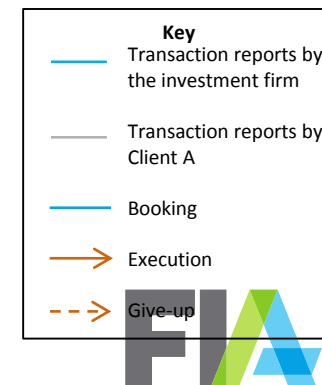 Key
Transaction reports by
the investment firm
Transaction reports by
Client A
Booking
Execution
Give-up
FIA